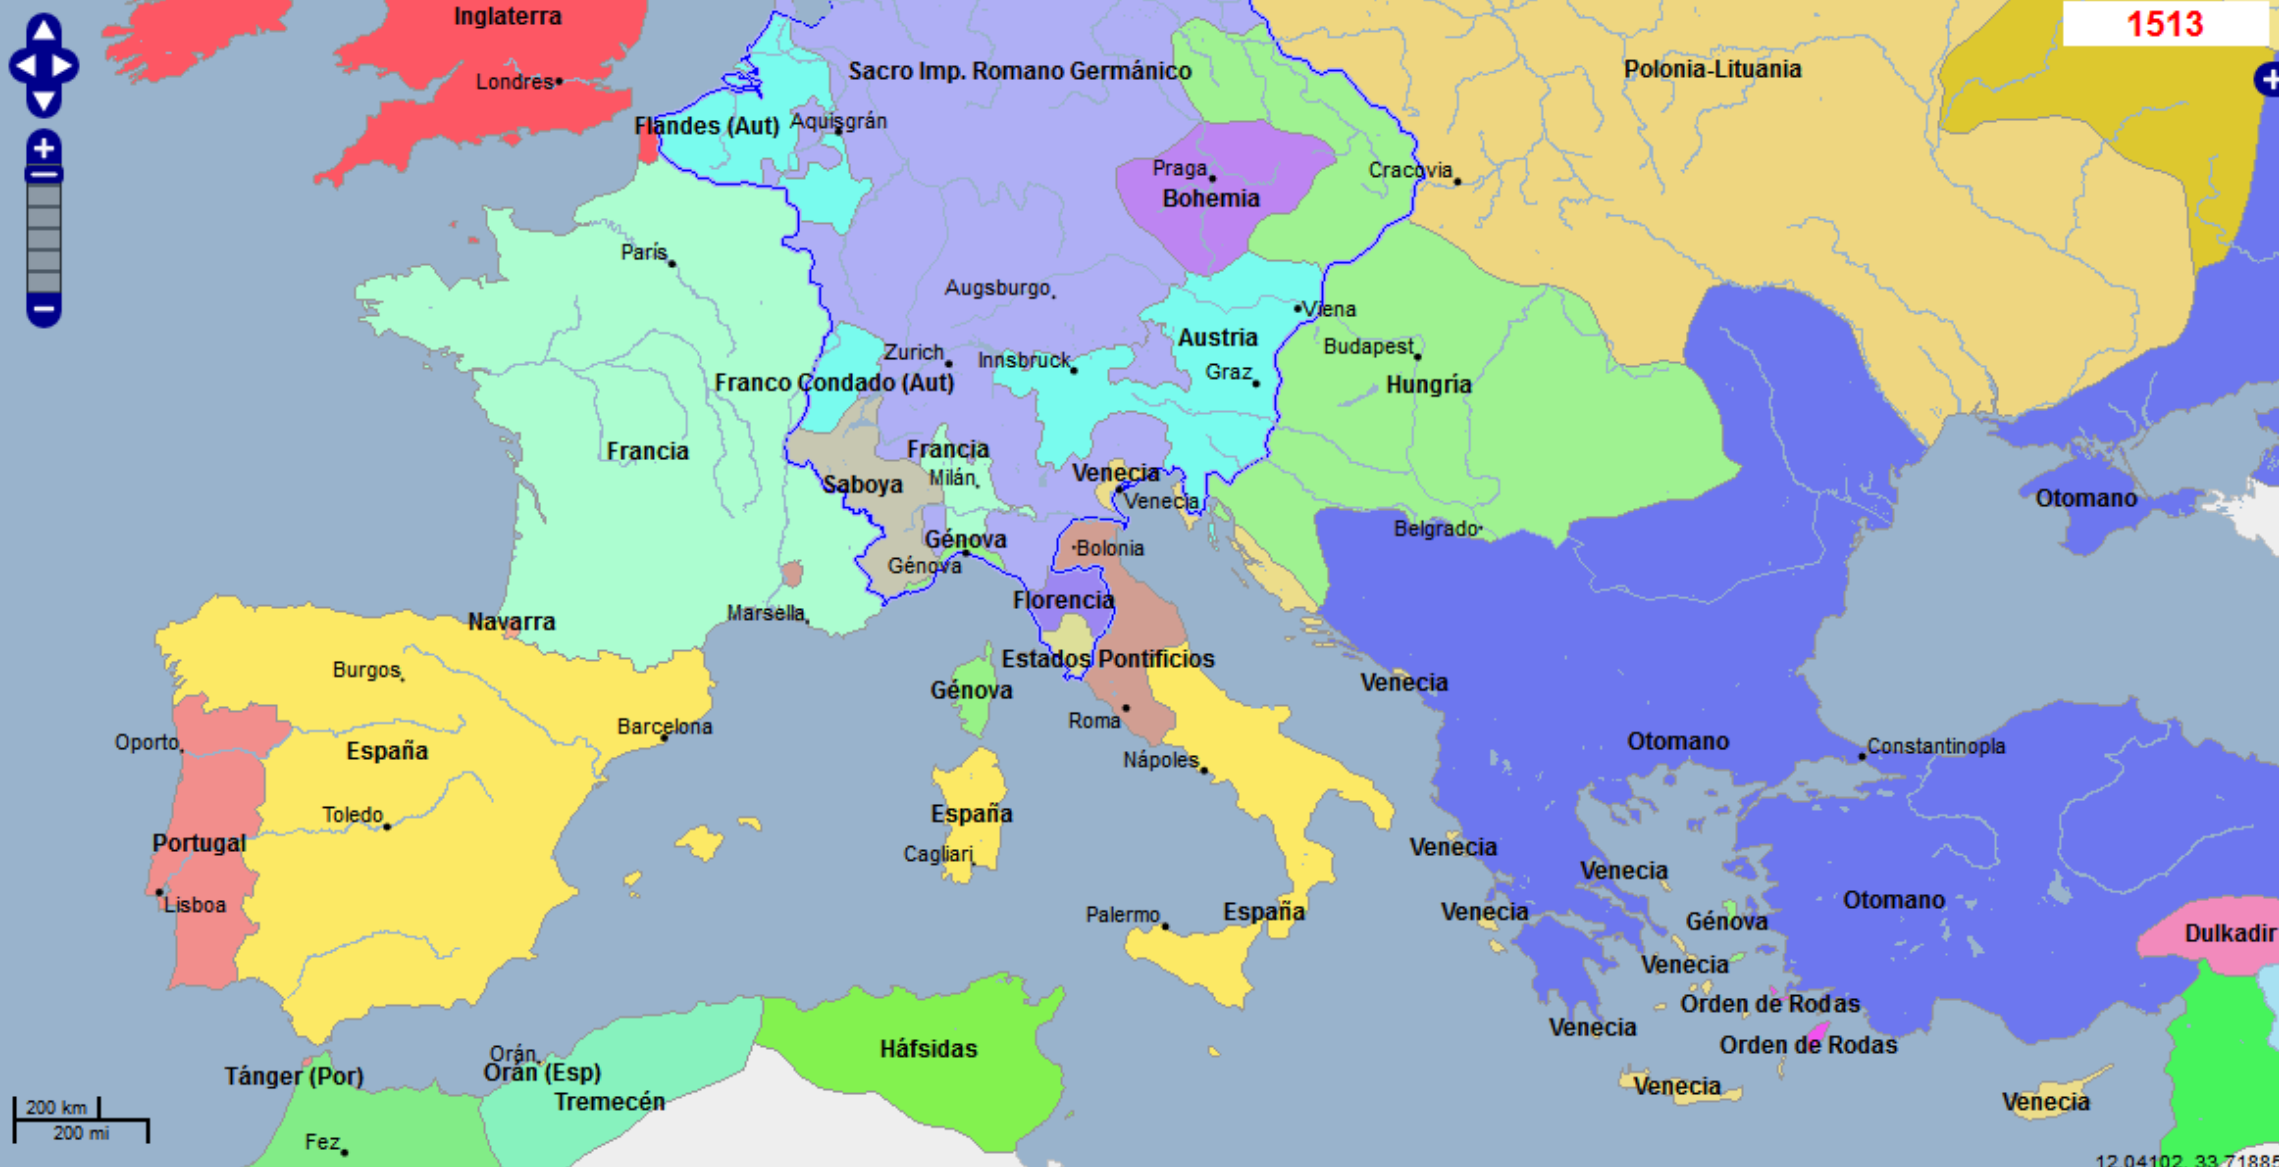 Inglaterra
1513
Sacro Imp. Romano Germánico
Polonia-Lituania
Londres
Flandes (Aut)
Aquisgrán
Praga
Cracovia
Bohemia
París
Augsburgo
Viena
Austria
Budapest
Zurich
Innsbruck
Graz
Hungría
Franco Condado (Aut)
Francia
Francia
Milán
Venecia
Saboya
Venecia
Otomano
Belgrado
Génova
Bolonia
Génova
Florencia
Marsella
Navarra
Burgos
Estados Pontificios
Génova
Venecia
Roma
Barcelona
Oporto
España
Otomano
Constantinopla
Nápoles
Toledo
España
Portugal
Venecia
Cagliari
Venecia
Otomano
Lisboa
Palermo
España
Venecia
Génova
Dulkadir
Venecia
Orden de Rodas
Venecia
Orden de Rodas
Háfsidas
Orán
Orán (Esp)
Tánger (Por)
Tremecén
Venecia
Venecia
200 km
200 mi
Fez
12.04102, 33.71885